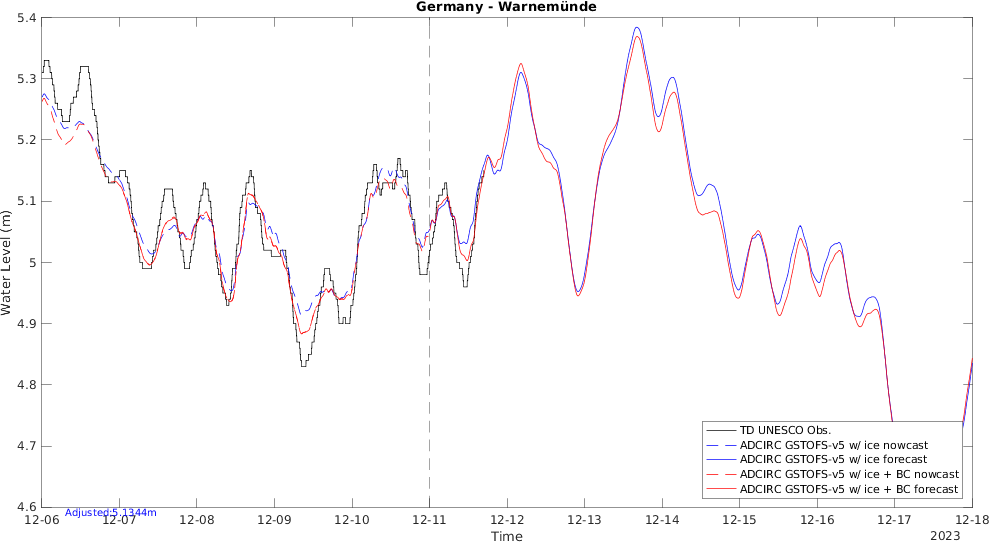 Germany - Warnemünde
5.4
5.3
5.2
5.1
5
4.9
4.8
4.7
4.6
Water Level (m)
TD UNESCO Obs.
ADCIRC GSTOFS-v5 w/ ice nowcast
ADCIRC GSTOFS-v5 w/ ice forecast
ADCIRC GSTOFS-v5 w/ ice + BC nowcast
ADCIRC GSTOFS-v5 w/ ice + BC forecast
Adjusted:5.1344m
12-06 12-07 12-08 12-09 12-10 12-11 12-12 12-13 12-14 12-15 12-16 12-17 12-18
Time
2023